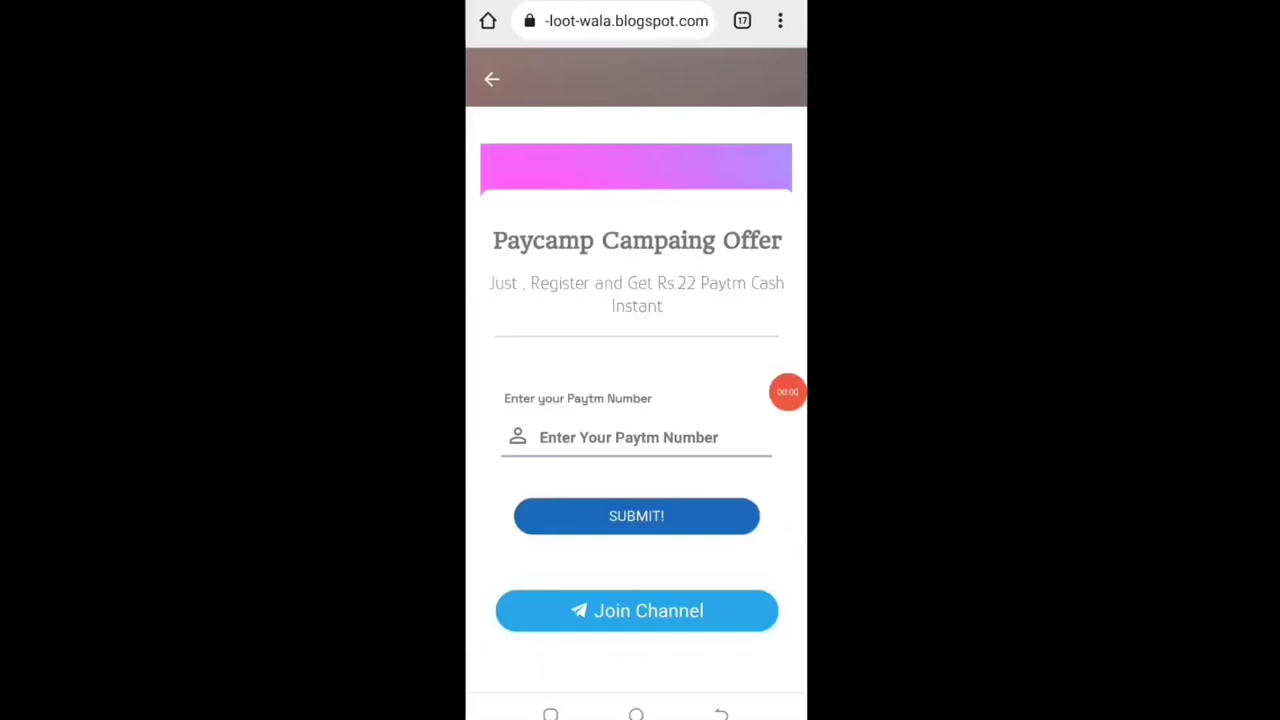 -loot-wala.blogspot.com 17
Paycamp Campaing Offer
Just , Register and Get Rs.22 Paytm Cash
Instant
Enter your Paytm Number
00:00
Enter Your Paytm Number
SUBMIT!
Join Channel